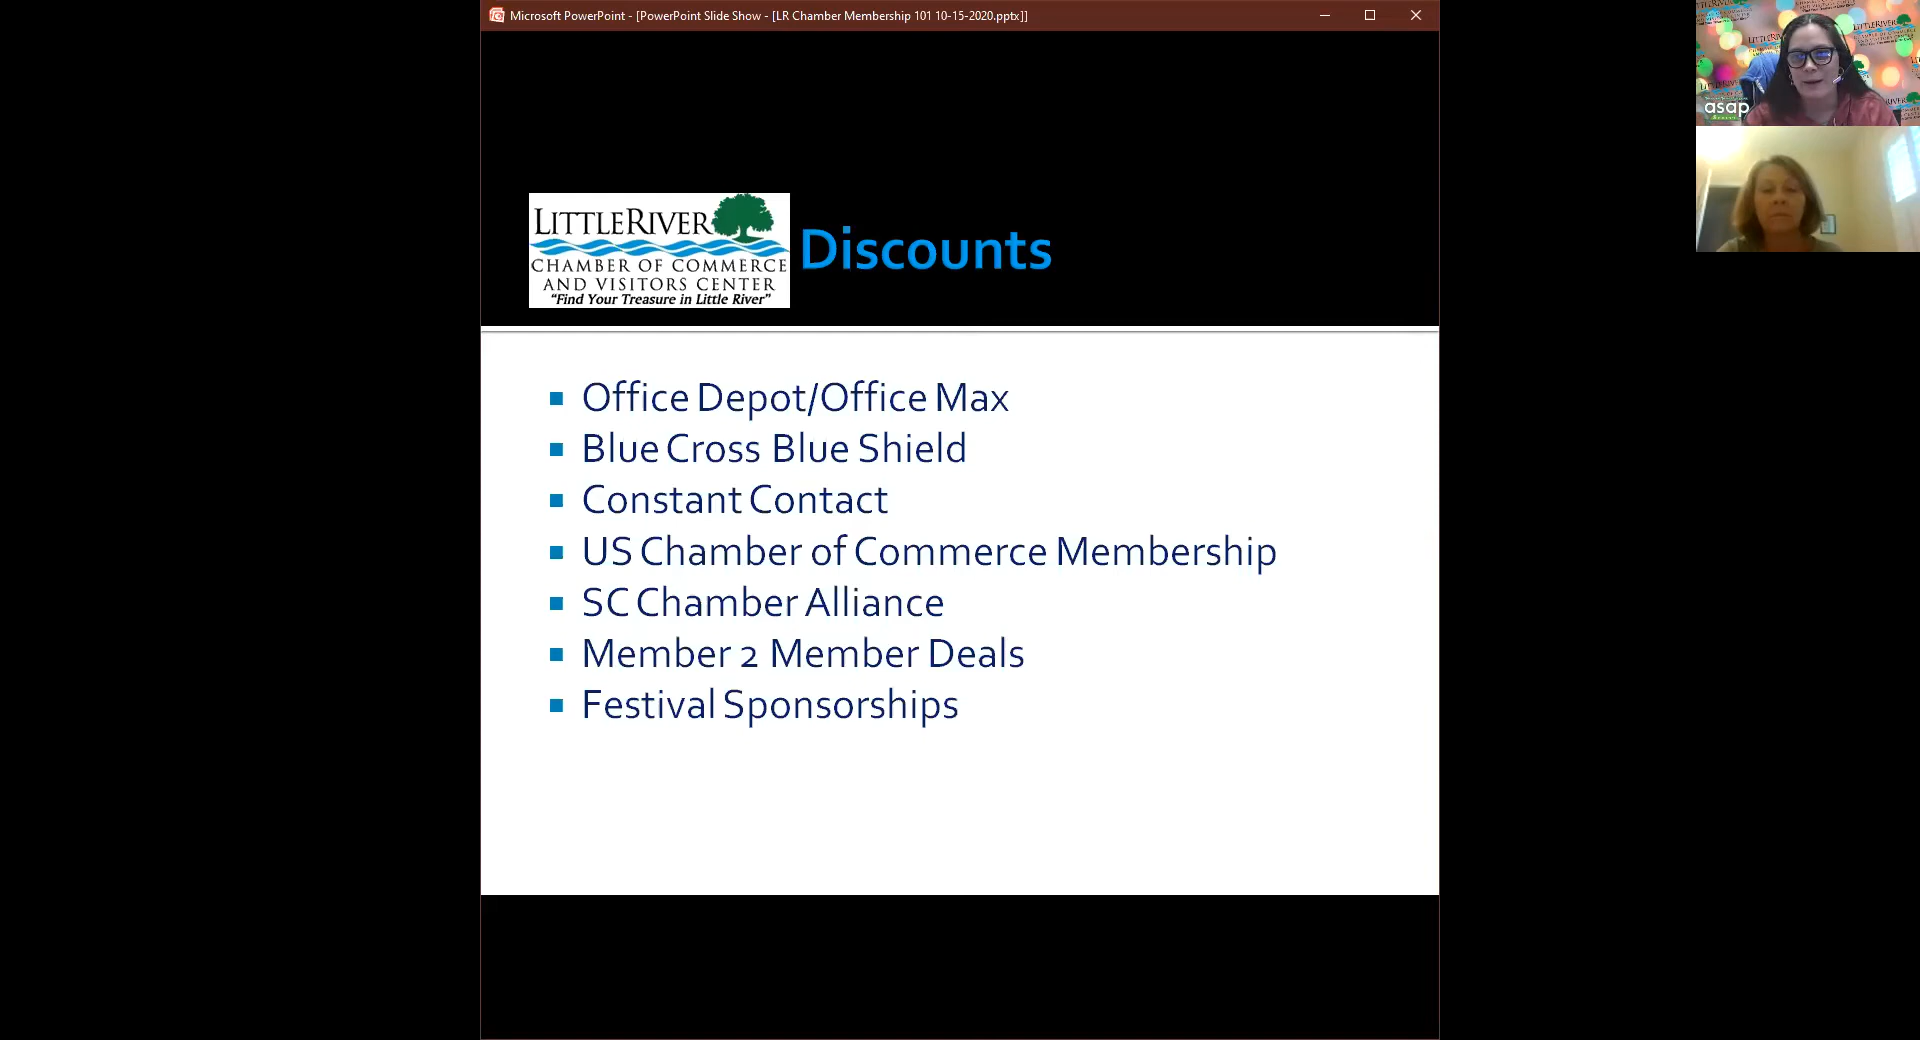 Microsoft PowerPoint - [PowerPoint Slide Show - [LR Chamber Membership 101 10-15-2020.pptx]]
LITTLE RIVER
CHAMBER OF COMMERCE
AND VISITORS CENTER
"Find Your Treasure in Little River"
Discounts
Office Depot/Office Max
Blue Cross Blue Shield
Constant Contact
US Chamber of Commerce Membership
SC Chamber Alliance
Member 2 Member Deals
Festival Sponsorships
asap